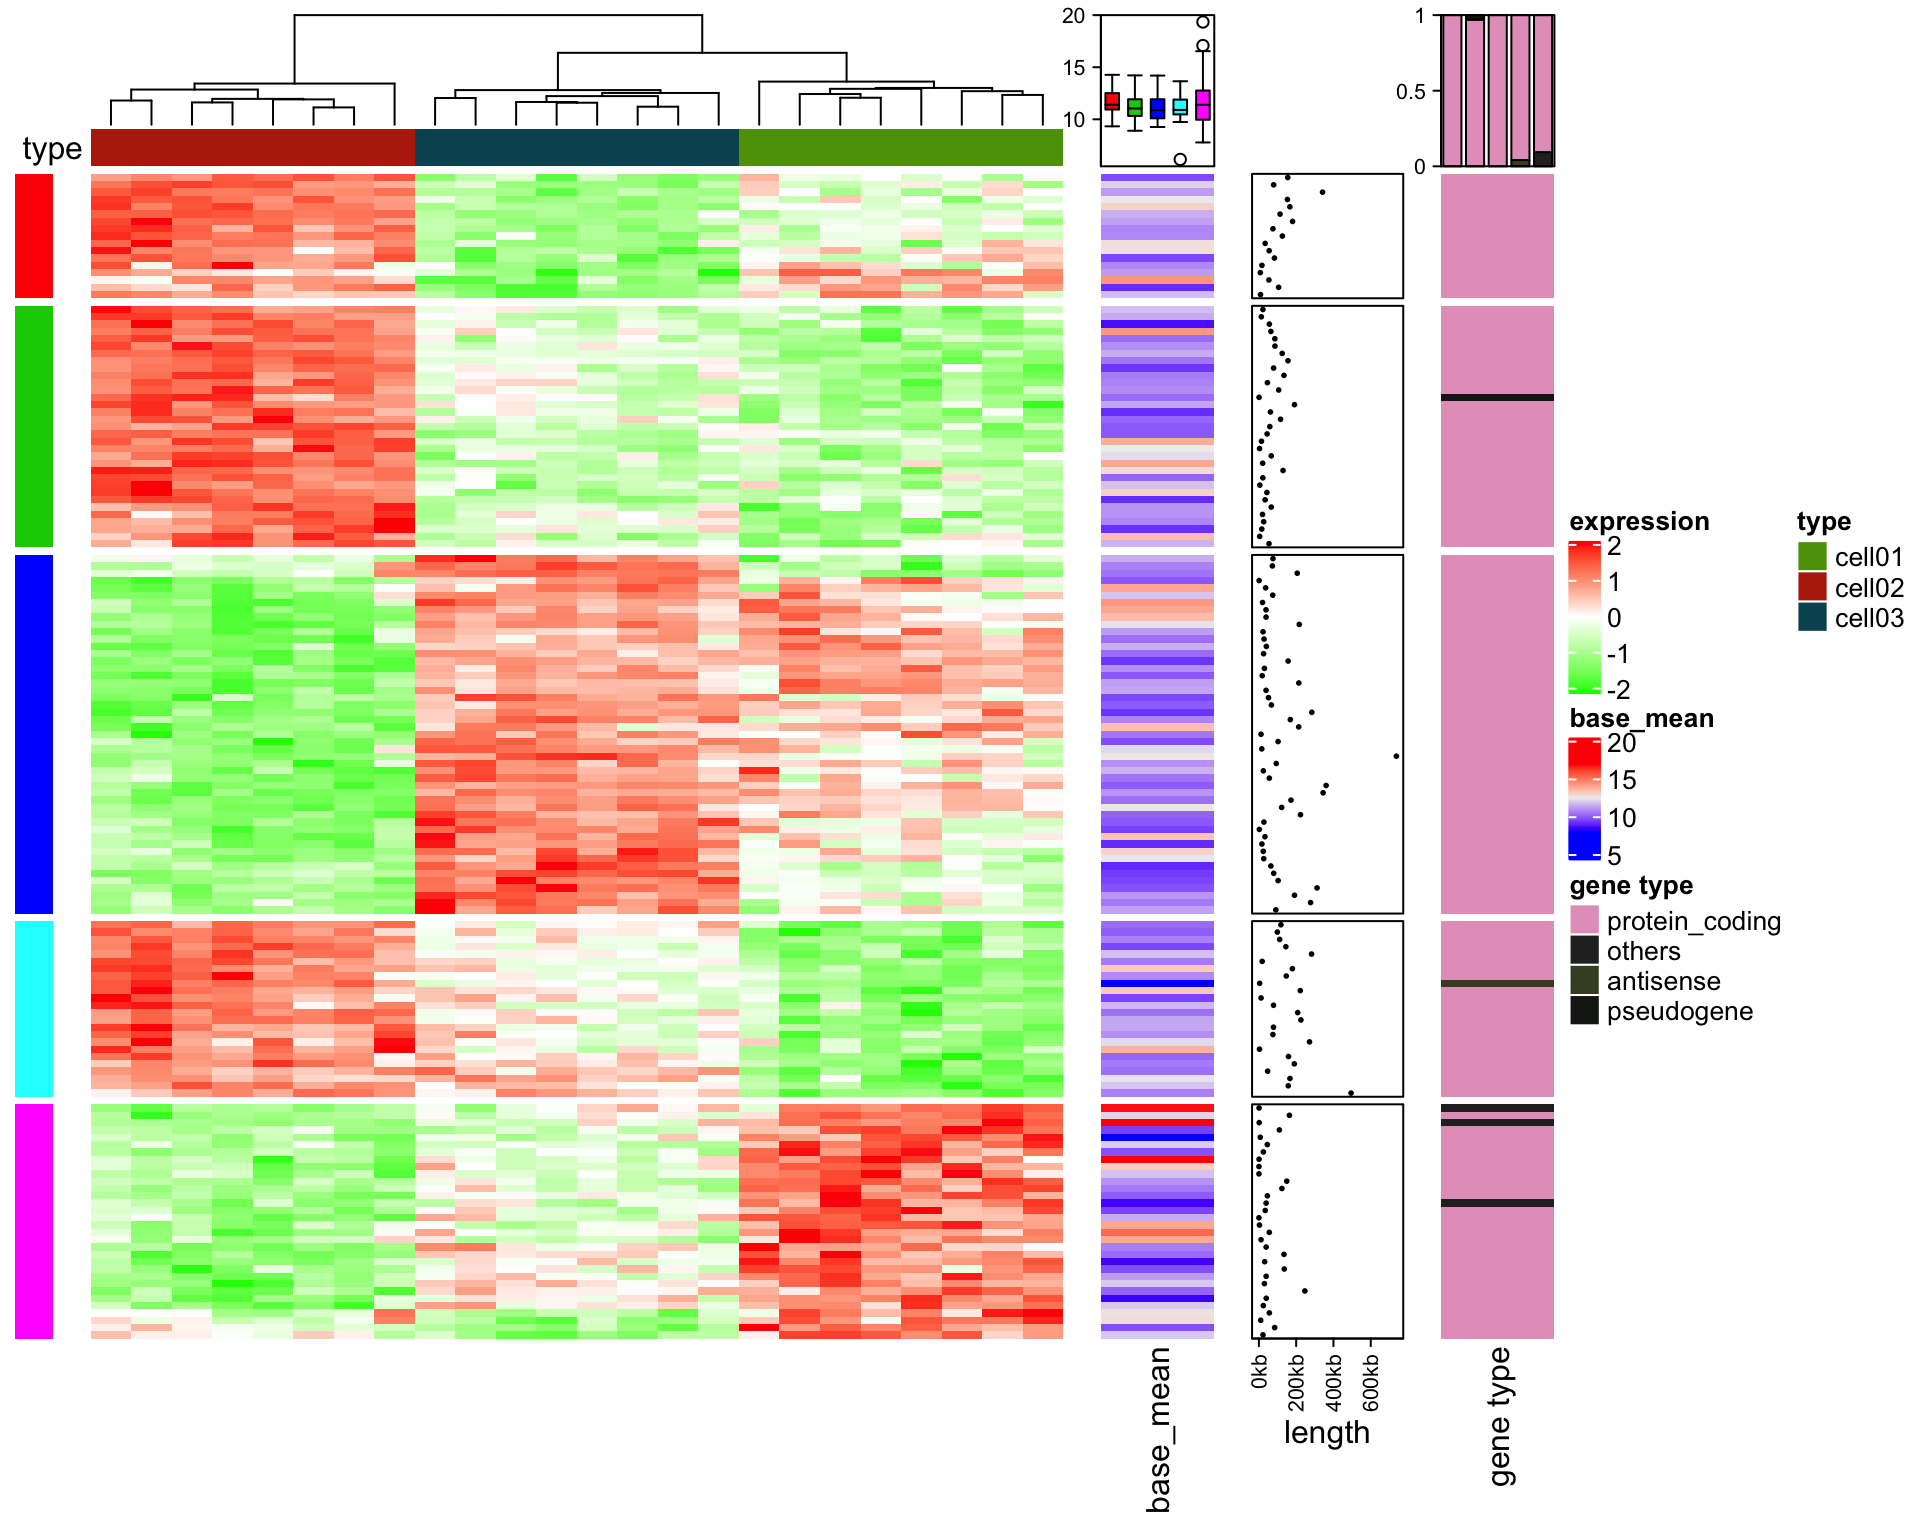 20
15
10
1
0.5
0
type
expression
2
1
0
-1
-2
type
cell01
cell02
cell03
base_mean
20
15
10
5
gene type
protein_coding
others
antisense
pseudogene
0kb
200kb
400kb
600kb
base_mean
length
gene type